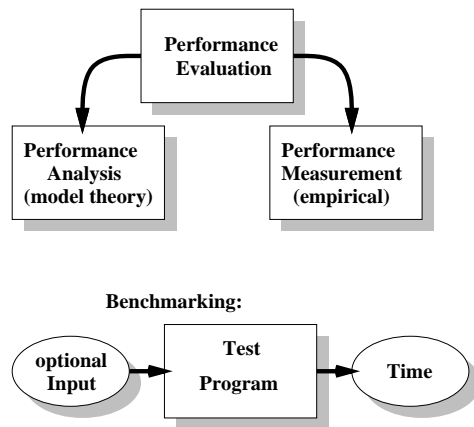 Performance
Evaluation
Performance
Analysis
(model theory)
Performance
Measurement
(empirical)
Benchmarking:
optional
Input
Test
Program
Time